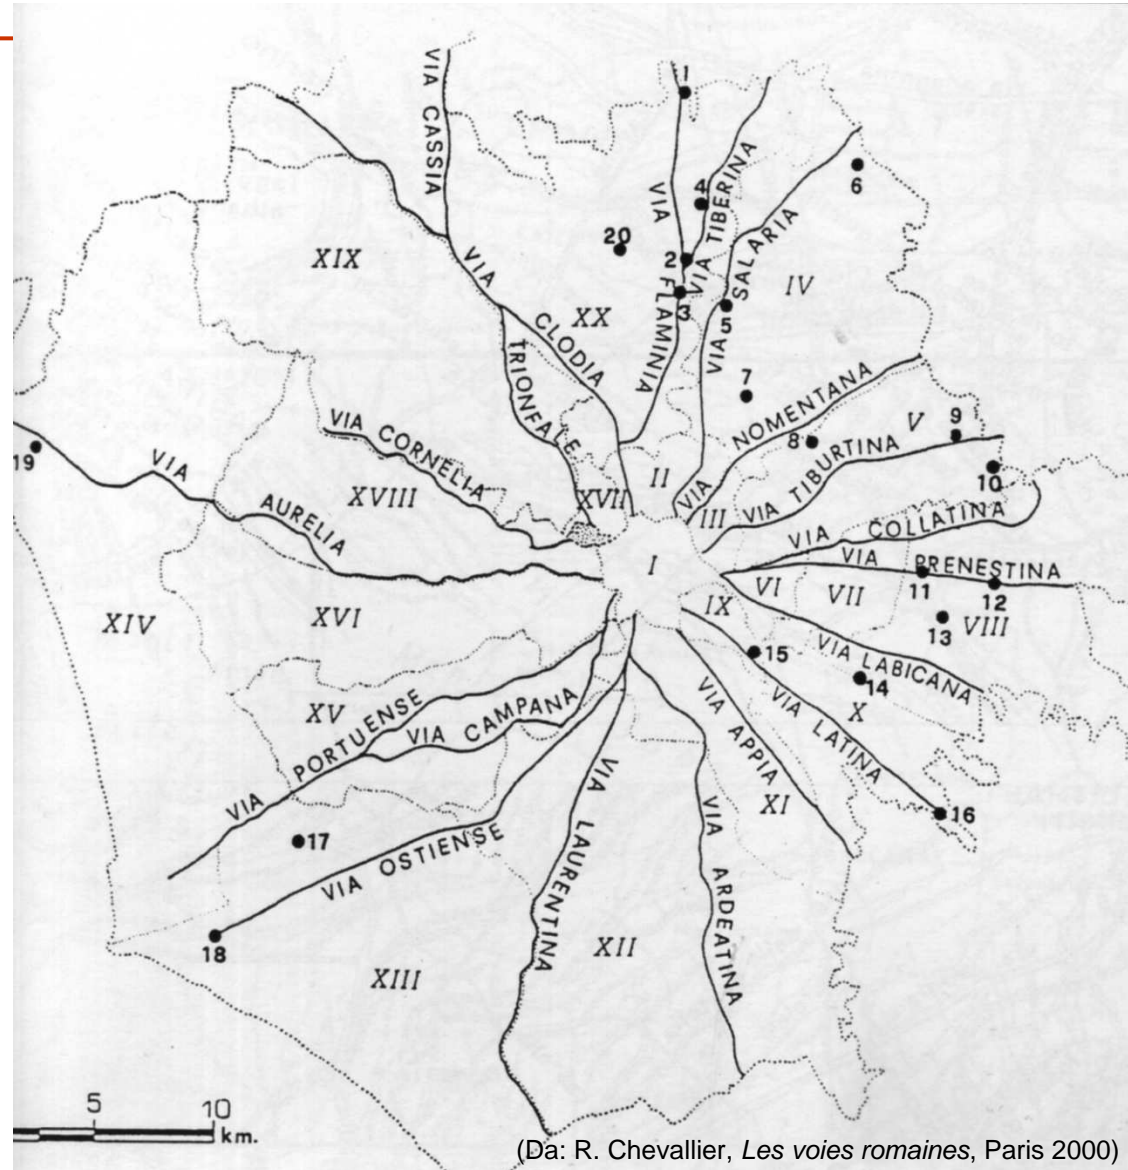 1
VIA CASSIA
6
4
VIA TIBERINA
VIA FLAMINIA
VIA SALARIA
20
2
XIX
IV
3
5
VIA CLODIA
XX
TRIONFALE
7
VIA NOMENTANA
8
V
9
VIA TIBURTINA
10
19
VIA AURELIA
VIA CORNELIA
XVIII
XVII
II
III
VIA COLLATINA
VIA PRENESTINA
I
11
12
VI
VII
13
VIII
IX
XIV
XVI
15
14
VIA LABICANA
X
XV
VIA PORTUENSE
VIA CAMPANA
VIA LATINA
VIA APPIA
XI
16
17
VIA OSTIENSE
18
VIA LAURENTINA
VIA ARDEATINA
XII
XIII
5
10
km.
(Da: R. Chevallier, Les voies romaines, Paris 2000)